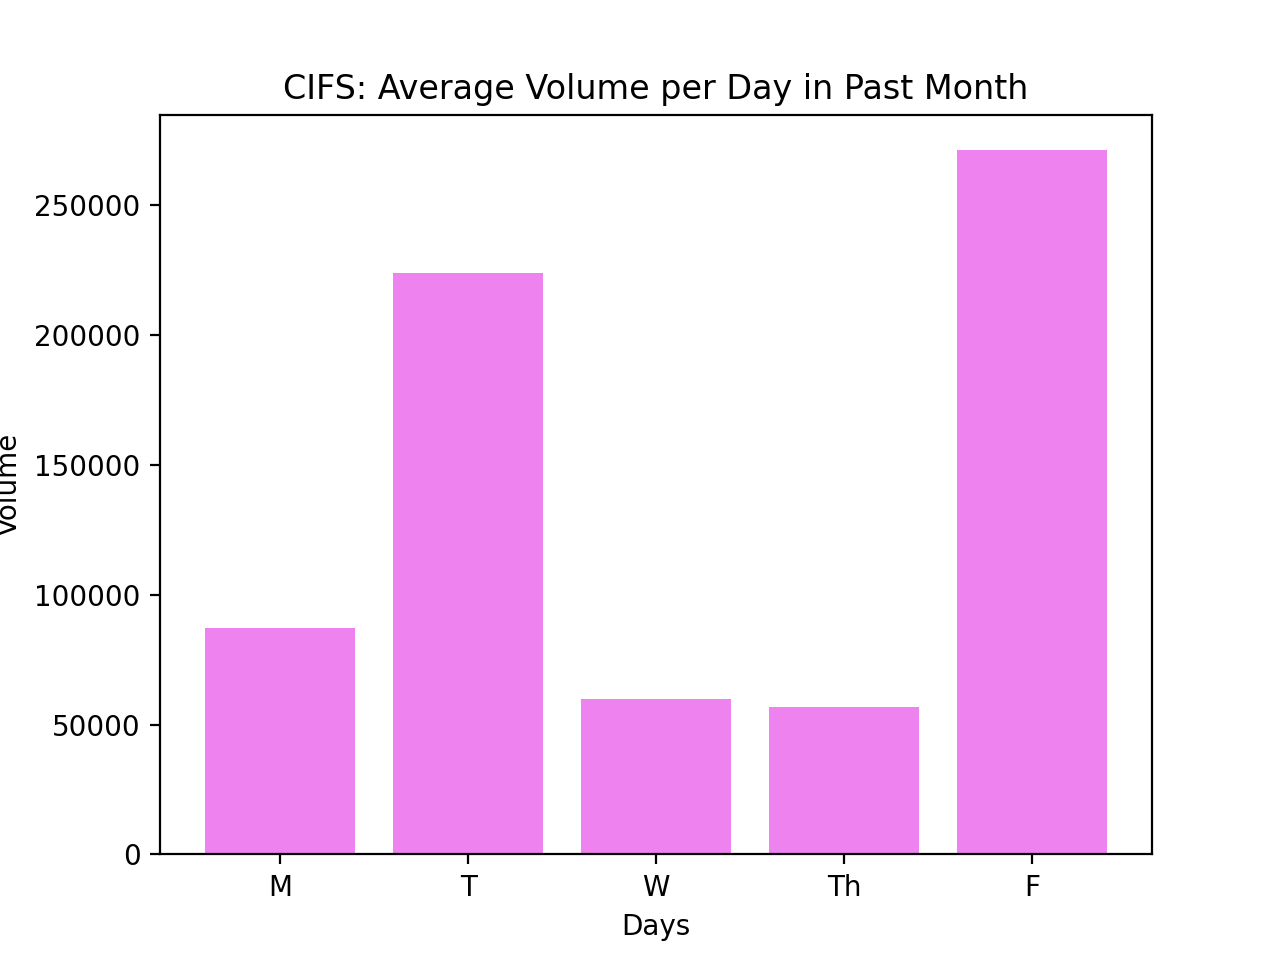 CIFS: Average Volume per Day in Past Month
250000
200000
150000
100000
50000
0
Volume
M T W Th F
Days